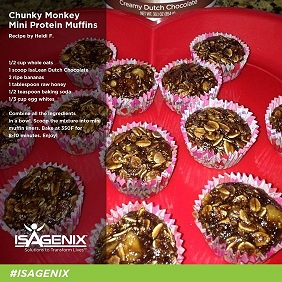 Creamy Dutch Chocolate
Chunky Monkey
Mini Protein Muffins
Recipe by Heidi F.
1/2 cup whole oats
1 scoop IsaLean Dutch Chocolate
2 ripe bananas
1 tablespoon raw honey
1/2 teaspoon baking soda
1/3 cup egg whites
Combine all the ingredients
in a bowl. Scoop the mixture into mini
muffin liners. Bake at 350F for
8-10 minutes. Enjoy!
ISAGENIX
Solutions to Transform Lives™
#ISAGENIX